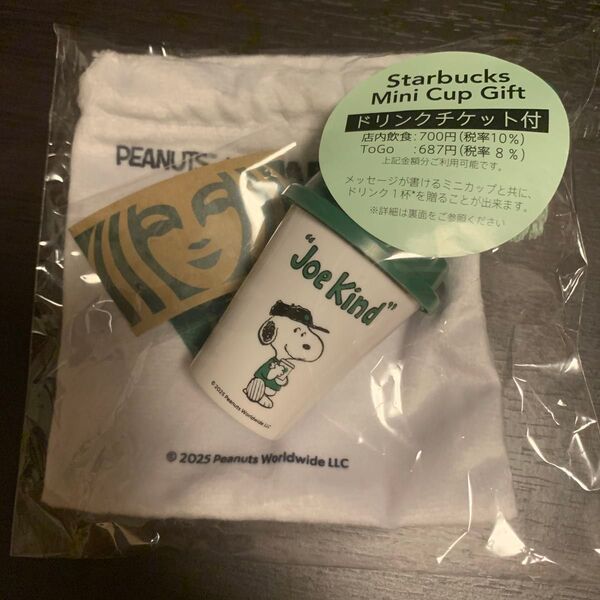 Starbucks
Mini Cup Gift
ドリンクチケット付
店内飲食:700円(税率10%)
ToGo :687円(税率8%)
上記金額分ご利用可能です。
メッセージが書けるミニカップと共に、
ドリンク1杯*を贈ることが出来ます。
※詳細は裏面をご参照ください
PEANUTS
"Joe Kind"
©2025 Peanuts Worldwide LLC
© 2025 Peanuts Worldwide LLC